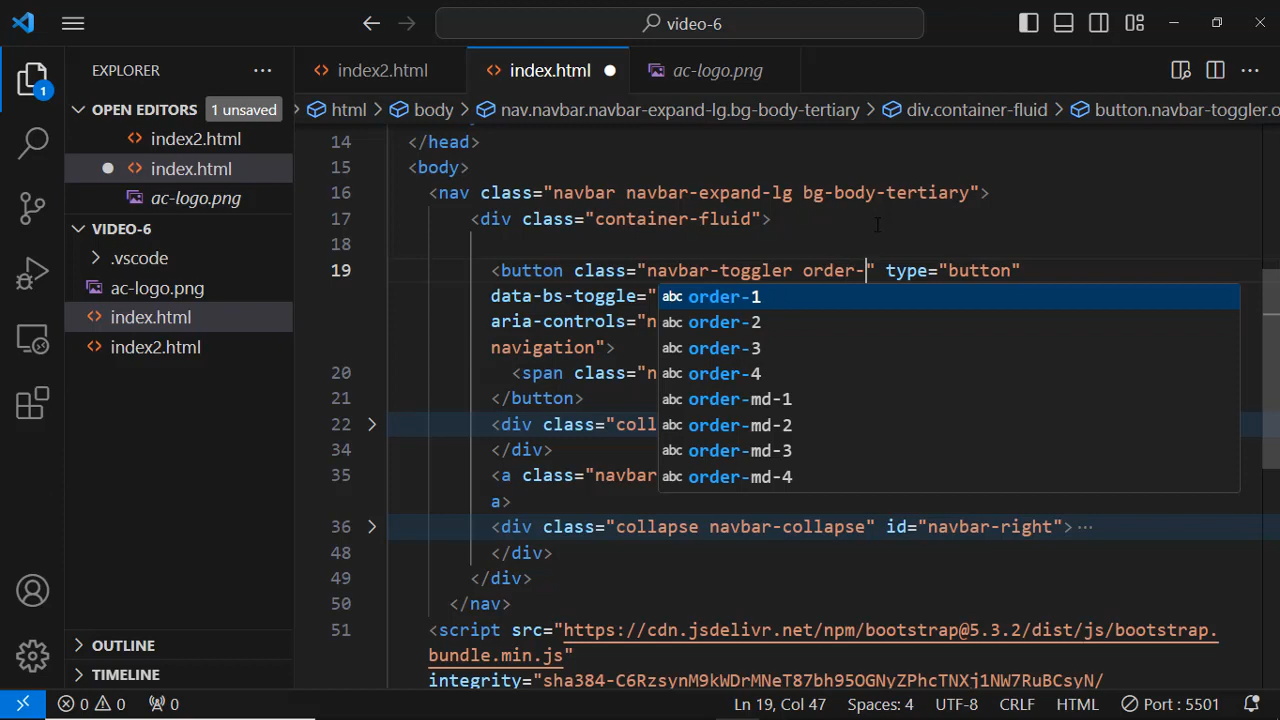 video-6
EXPLORER
index2.html
index.html
ac-logo.png
OPEN EDITORS
1 unsaved
html
body
nav.navbar.navbar-expand-lg.bg-body-tertiary
div.container-fluid
button.navbar-toggler.o
1
index2.html
index.html
ac-logo.png
VIDEO-6
.vscode
ac-logo.png
index.html
index2.html
OUTLINE
TIMELINE
14 </head>
15 <body>
16 <nav class="navbar navbar-expand-lg bg-body-tertiary">
17 <div class="container-fluid">
18
19 <button class="navbar-toggler order-" type="button"
data-bs-toggle="
aria-controls="n
navigation">
20 <span class="n
21 </button>
22 <div class="coll
34 </div>
35 <a class="navbar
a>
36 <div class="collapse navbar-collapse" id="navbar-right">···
48 </div>
49 </div>
50 </nav>
51 <script src="https://cdn.jsdelivr.net/npm/bootstrap@5.3.2/dist/js/bootstrap.
bundle.min.js"
integrity="sha384-C6RzsynM9kWDrMNeT87bh95OGNyZPhcTNXj1NW7RuBCsyN/
abc order-1
abc order-2
abc order-3
abc order-4
abc order-md-1
abc order-md-2
abc order-md-3
abc order-md-4
0 0 0
Ln 19, Col 47
Spaces: 4
UTF-8
CRLF
HTML
Port : 5501